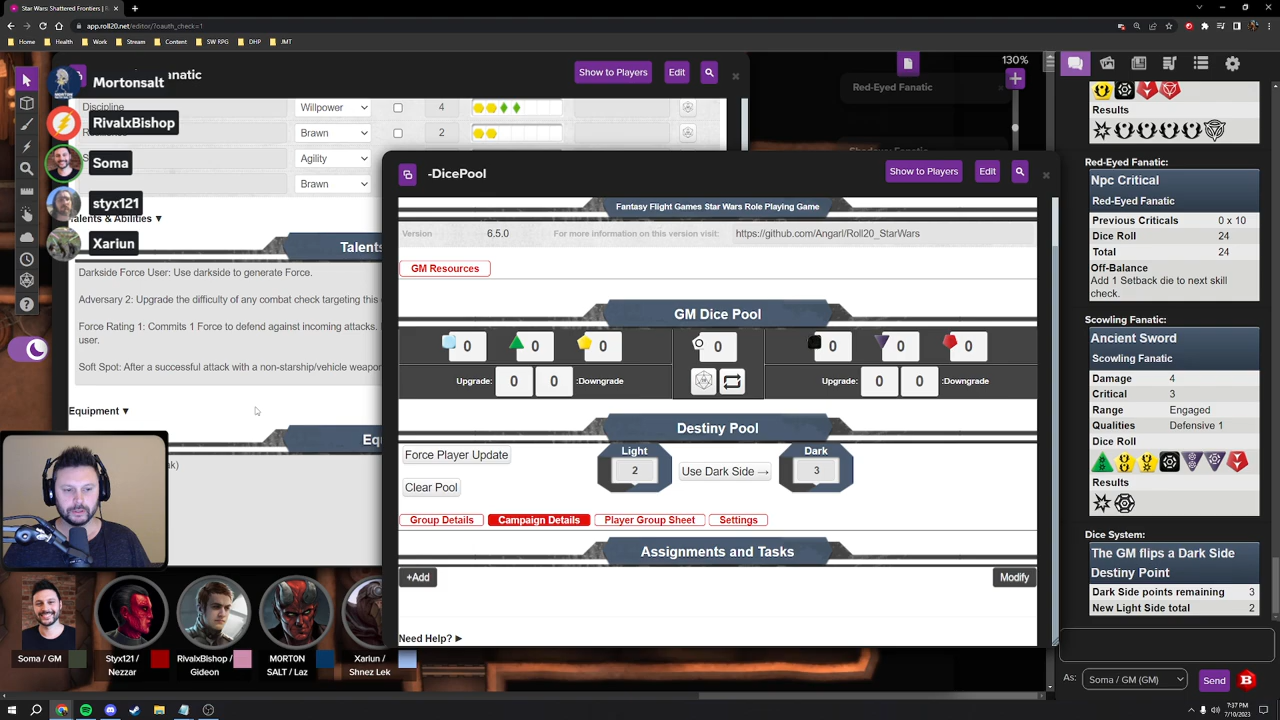 Star Wars: Shattered Frontiers | R
app.roll20.net/editor/?oauth_check=1
Home
Health
Work
Stream
Content
SW RPG
DHP
JMT
Mortonsalt
anatic
Show to Players
Edit
RivalxBishop
Soma
styx121
Xariun
Discipline
Willpower
4
Brawn
2
Agility
Brawn
Talents & Abilities ▼
Talents
Darkside Force User: Use darkside to generate Force.
Adversary 2: Upgrade the difficulty of any combat check targeting this
Force Rating 1: Commits 1 Force to defend against incoming attacks.
user.
Soft Spot: After a successful attack with a non-starship/vehicle weapon
Equipment ▼
Eq
-DicePool
Show to Players
Edit
Fantasy Flight Games Star Wars Role Playing Game
Version
6.5.0
For more information on this version visit:
https://github.com/Angarl/Roll20_StarWars
GM Resources
GM Dice Pool
0
0
0
0
0
0
0
Upgrade:
0
0
:Downgrade
Upgrade:
0
0
:Downgrade
Destiny Pool
Force Player Update
Clear Pool
Light
2
Use Dark Side →
Dark
3
Group Details
Campaign Details
Player Group Sheet
Settings
Assignments and Tasks
+Add
Modify
Need Help? ▶
130%
Red-Eyed Fanatic
Results
Red-Eyed Fanatic:
Npc Critical
Red-Eyed Fanatic
Previous Criticals 0 x 10
Dice Roll 24
Total 24
Off-Balance
Add 1 Setback die to next skill
check.
Scowling Fanatic:
Ancient Sword
Scowling Fanatic
Damage 4
Critical 3
Range Engaged
Qualities Defensive 1
Dice Roll
Results
Dice System:
The GM flips a Dark Side
Destiny Point
Dark Side points remaining 3
New Light Side total 2
As:
Soma / GM (GM)
Send
Soma / GM
Styx121 /
Nezzar
RivalxBishop /
Gideon
M0RT0N
SALT / Laz
Xariun /
Shnez Lek
7:37 PM
7/10/2023